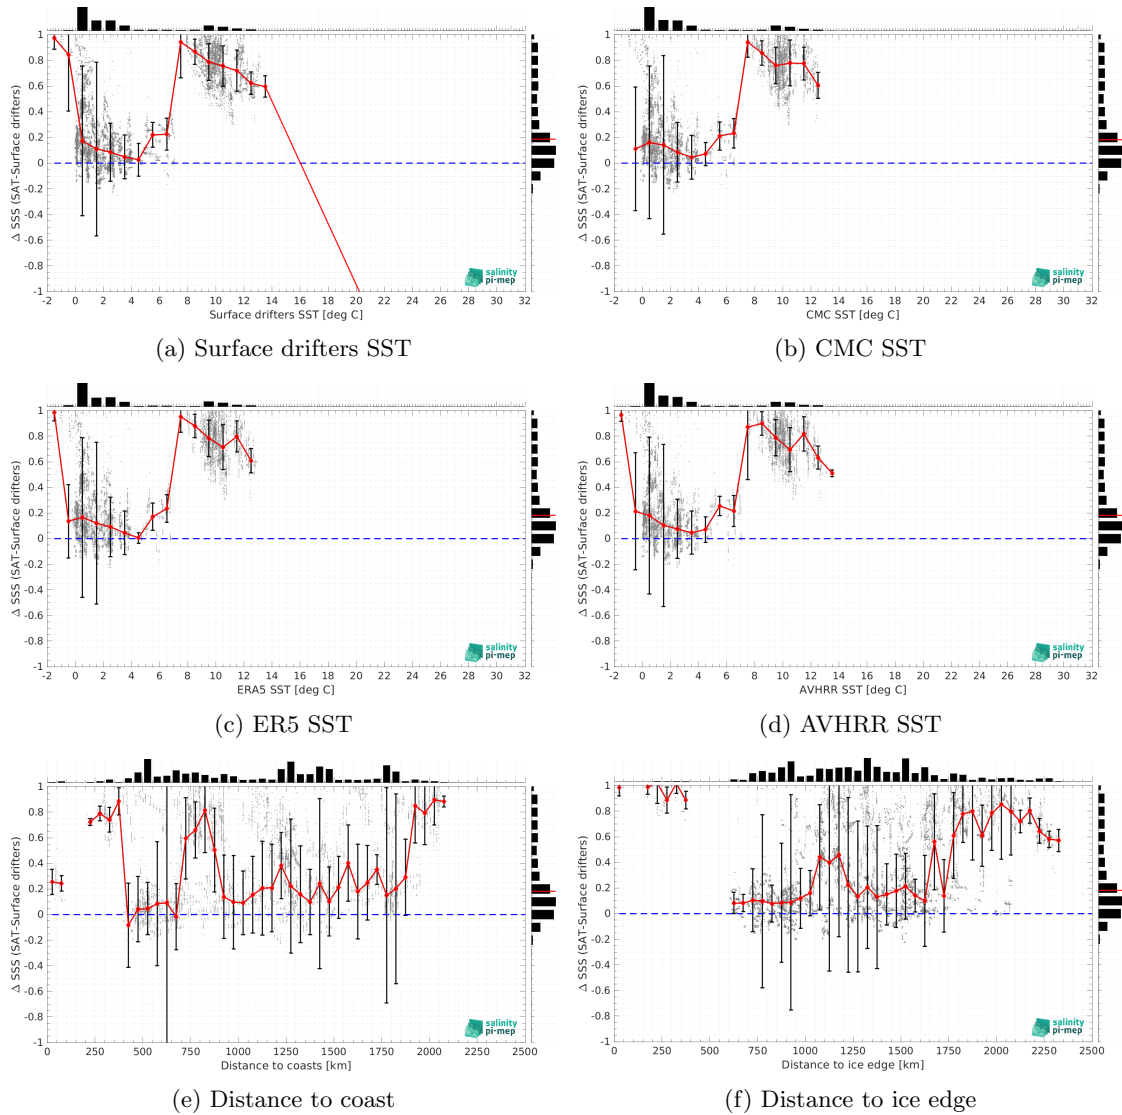 1
0.8
0.6
0.4
0.2
0
-0.2
-0.4
-0.6
-0.8
-1
Δ SSS (SAT-Surface drifters)
-2 0 2 4 6 8 10 12 14 16 18 20 22 24 26 28 30 32
Surface drifters SST [deg C]
salinity
pi-mep
(a) Surface drifters SST
1
0.8
0.6
0.4
0.2
0
-0.2
-0.4
-0.6
-0.8
-1
Δ SSS (SAT-Surface drifters)
-2 0 2 4 6 8 10 12 14 16 18 20 22 24 26 28 30 32
CMC SST [deg C]
salinity
pi-mep
(b) CMC SST
1
0.8
0.6
0.4
0.2
0
-0.2
-0.4
-0.6
-0.8
-1
Δ SSS (SAT-Surface drifters)
-2 0 2 4 6 8 10 12 14 16 18 20 22 24 26 28 30 32
ERA5 SST [deg C]
salinity
pi-mep
(c) ER5 SST
1
0.8
0.6
0.4
0.2
0
-0.2
-0.4
-0.6
-0.8
-1
Δ SSS (SAT-Surface drifters)
-2 0 2 4 6 8 10 12 14 16 18 20 22 24 26 28 30 32
AVHRR SST [deg C]
salinity
pi-mep
(d) AVHRR SST
1
0.8
0.6
0.4
0.2
0
-0.2
-0.4
-0.6
-0.8
-1
Δ SSS (SAT-Surface drifters)
0 250 500 750 1000 1250 1500 1750 2000 2250 2500
Distance to coasts [km]
salinity
pi-mep
(e) Distance to coast
1
0.8
0.6
0.4
0.2
0
-0.2
-0.4
-0.6
-0.8
-1
Δ SSS (SAT-Surface drifters)
0 250 500 750 1000 1250 1500 1750 2000 2250 2500
Distance to ice edge [km]
salinity
pi-mep
(f) Distance to ice edge